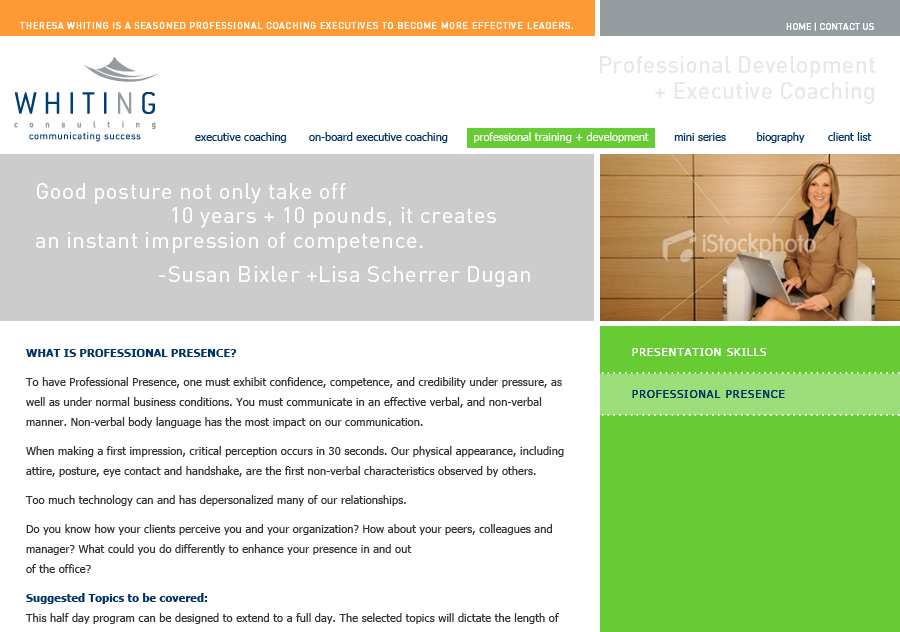 THERESA WHITING IS A SEASONED PROFESSIONAL COACHING EXECUTIVES TO BECOME MORE EFFECTIVE LEADERS.
HOME | CONTACT US
WHITING
consulting
communicating success
Professional Development
+ Executive Coaching
executive coaching
on-board executive coaching
professional training + development
mini series
biography
client list
Good posture not only take off
10 years + 10 pounds, it creates
an instant impression of competence.
-Susan Bixler +Lisa Scherrer Dugan
iStockphoto
WHAT IS PROFESSIONAL PRESENCE?
To have Professional Presence, one must exhibit confidence, competence, and credibility under pressure, as
well as under normal business conditions. You must communicate in an effective verbal, and non-verbal
manner. Non-verbal body language has the most impact on our communication.
When making a first impression, critical perception occurs in 30 seconds. Our physical appearance, including
attire, posture, eye contact and handshake, are the first non-verbal characteristics observed by others.
Too much technology can and has depersonalized many of our relationships.
Do you know how your clients perceive you and your organization? How about your peers, colleagues and
manager? What could you do differently to enhance your presence in and out
of the office?
Suggested Topics to be covered:
This half day program can be designed to extend to a full day. The selected topics will dictate the length of
PRESENTATION SKILLS
PROFESSIONAL PRESENCE